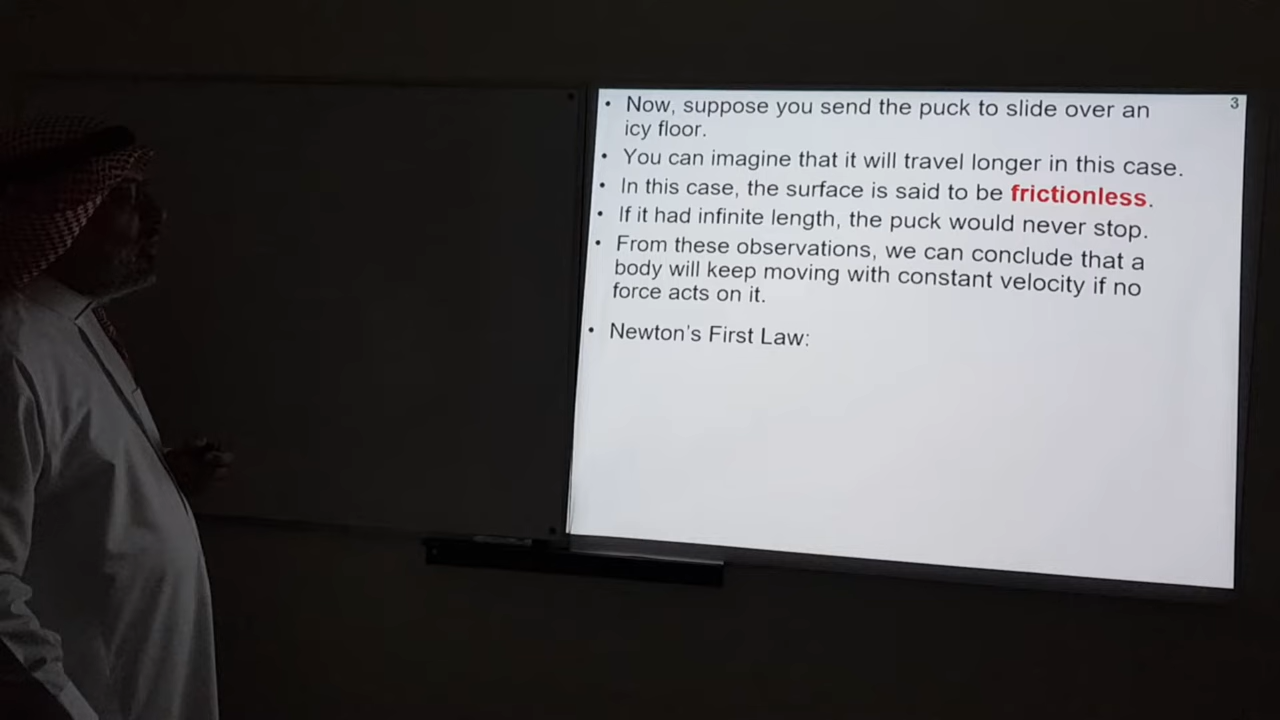 3
• Now, suppose you send the puck to slide over an
icy floor.
• You can imagine that it will travel longer in this case.
• In this case, the surface is said to be frictionless.
• If it had infinite length, the puck would never stop.
• From these observations, we can conclude that a
body will keep moving with constant velocity if no
force acts on it.
• Newton's First Law: